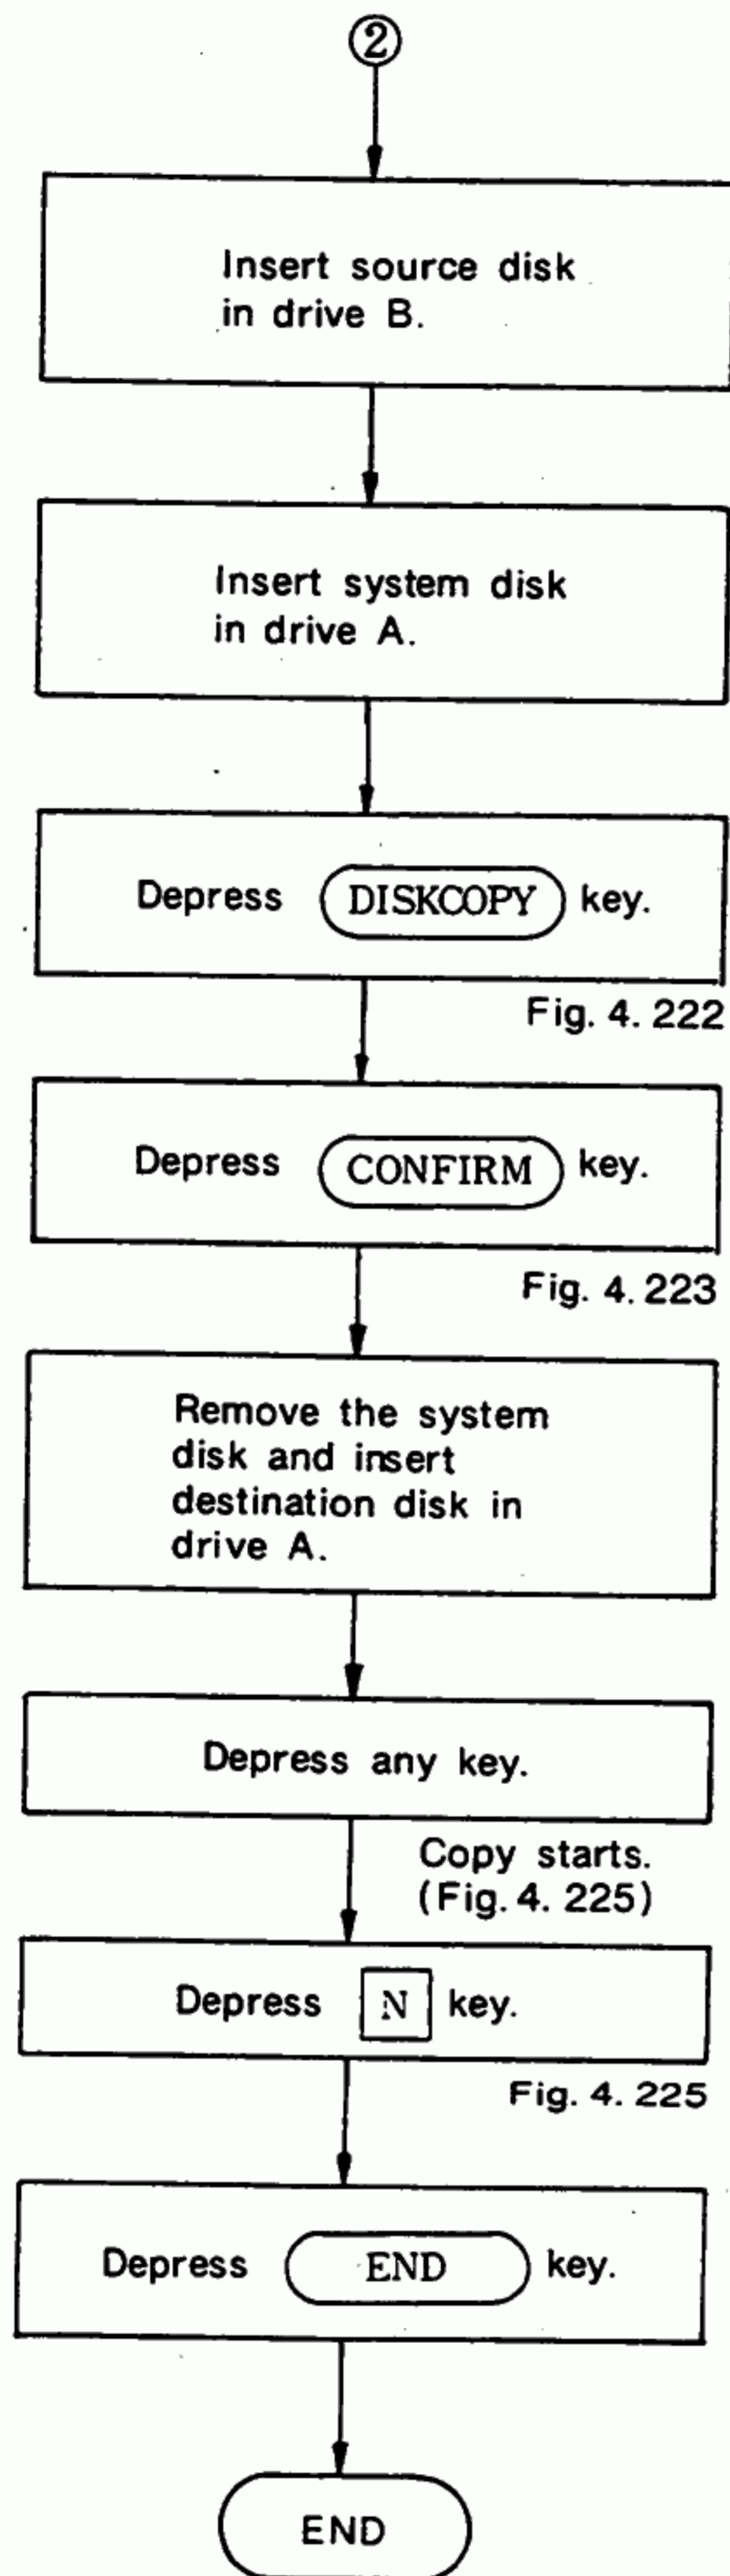 2
Insert source disk
in drive B.
Insert system disk
in drive A.
Depress DISKCOPY key.
Fig. 4. 222
Depress CONFIRM key.
Fig. 4. 223
Remove the system
disk and insert
destination disk in
drive A.
Depress any key.
Copy starts.
(Fig. 4. 225)
Depress N key.
Fig. 4. 225
Depress END key.
END